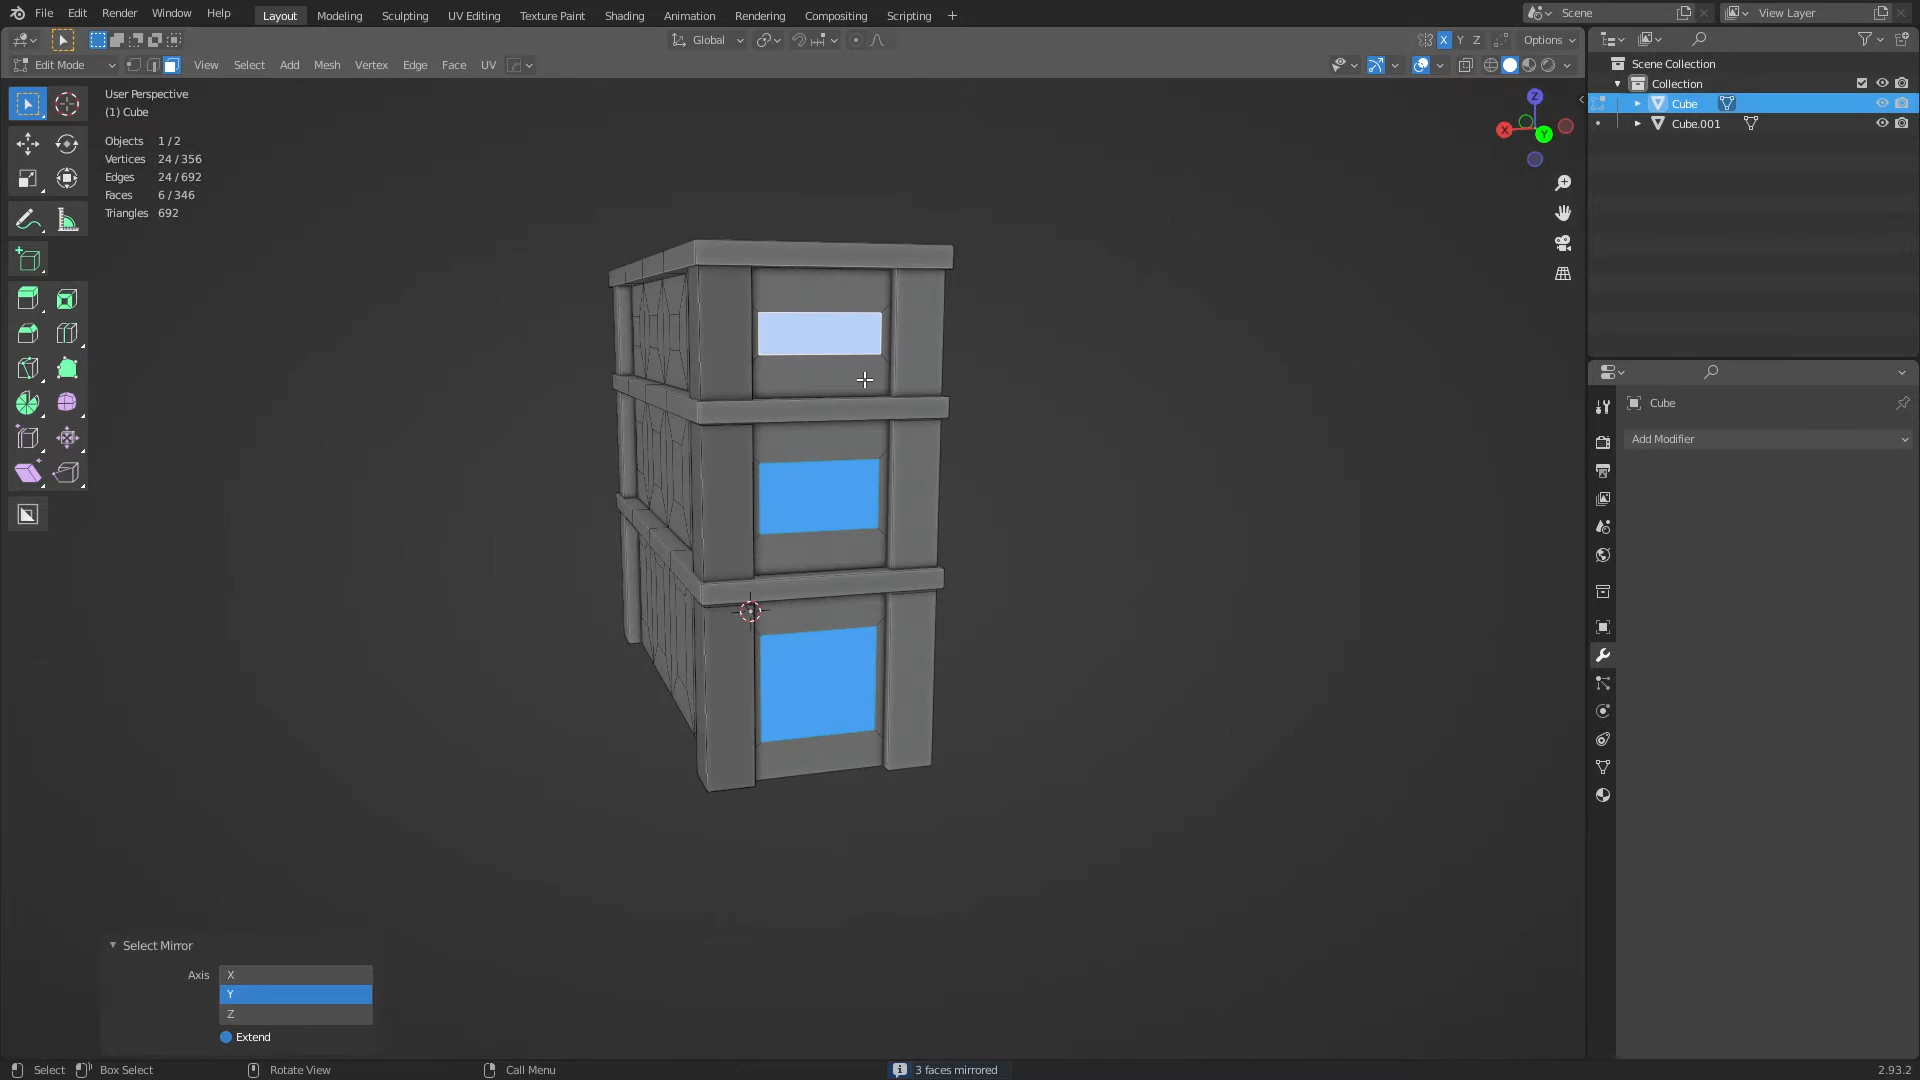 File Edit Render Window Help Layout Modeling Sculpting UV Editing Texture Paint Shading Animation Rendering Compositing Scripting + Scene View Layer
Global X Y Z Options
Edit Mode View Select Add Mesh Vertex Edge Face UV
User Perspective
(1) Cube
Objects 1 / 2
Vertices 24 / 356
Edges 24 / 692
Faces 6 / 346
Triangles 692
Z
X
Y
Scene Collection
Collection
Cube
Cube.001
Cube
Add Modifier
Select Mirror
Axis X
Y
Z
Extend
Select Box Select Rotate View Call Menu 3 faces mirrored 2.93.2